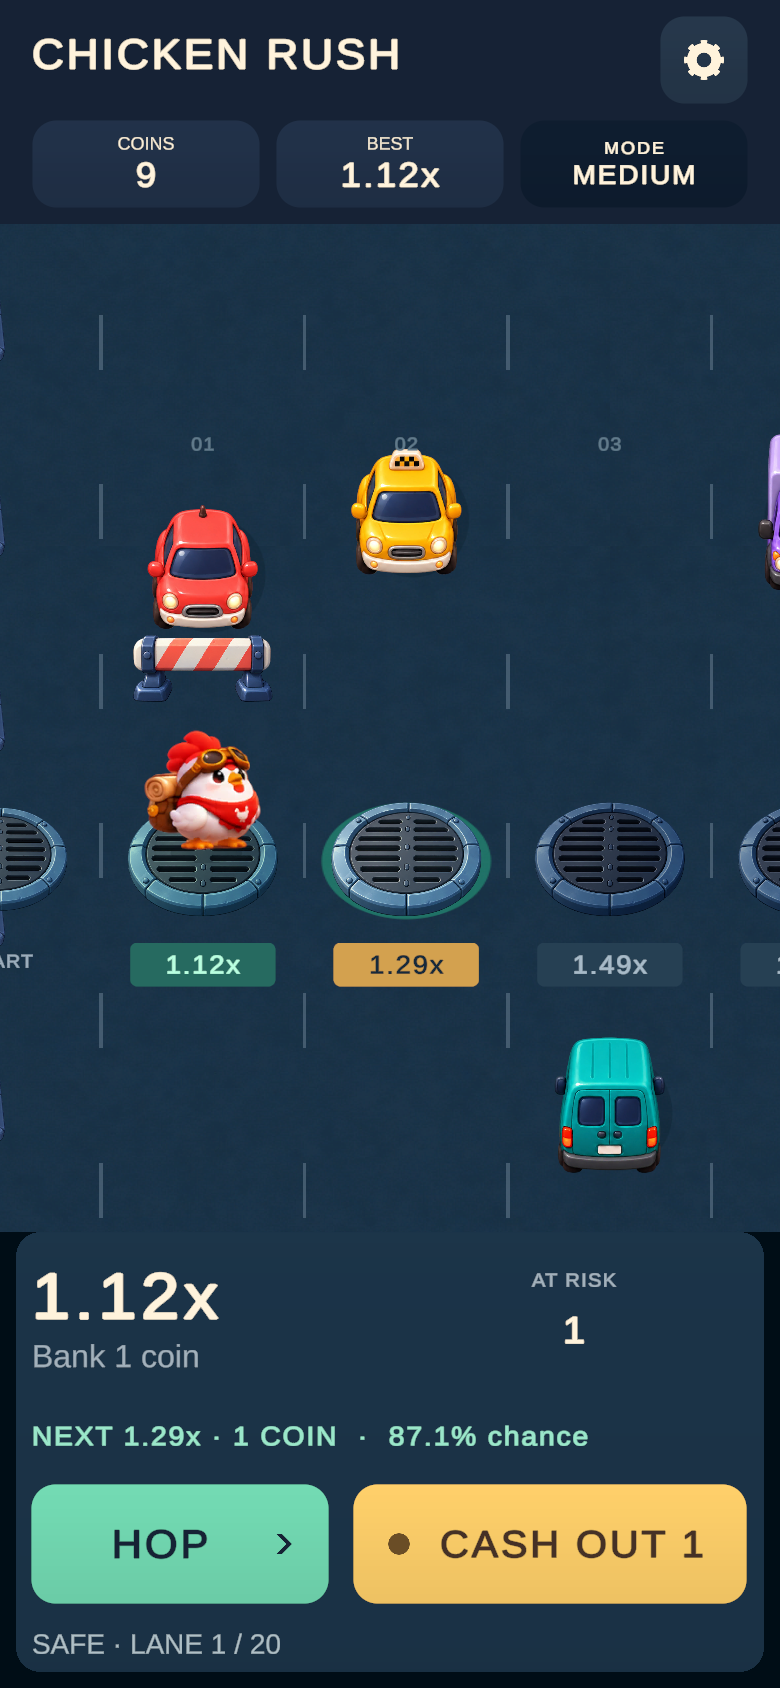 CHICKEN RUSH
COINS
9
BEST
1.12x
MODE
MEDIUM
01
02
03
ART
1.12x
1.29x
1.49x
1.12x
Bank 1 coin
AT RISK
1
NEXT 1.29x · 1 COIN · 87.1% chance
HOP >
CASH OUT 1
SAFE · LANE 1 / 20